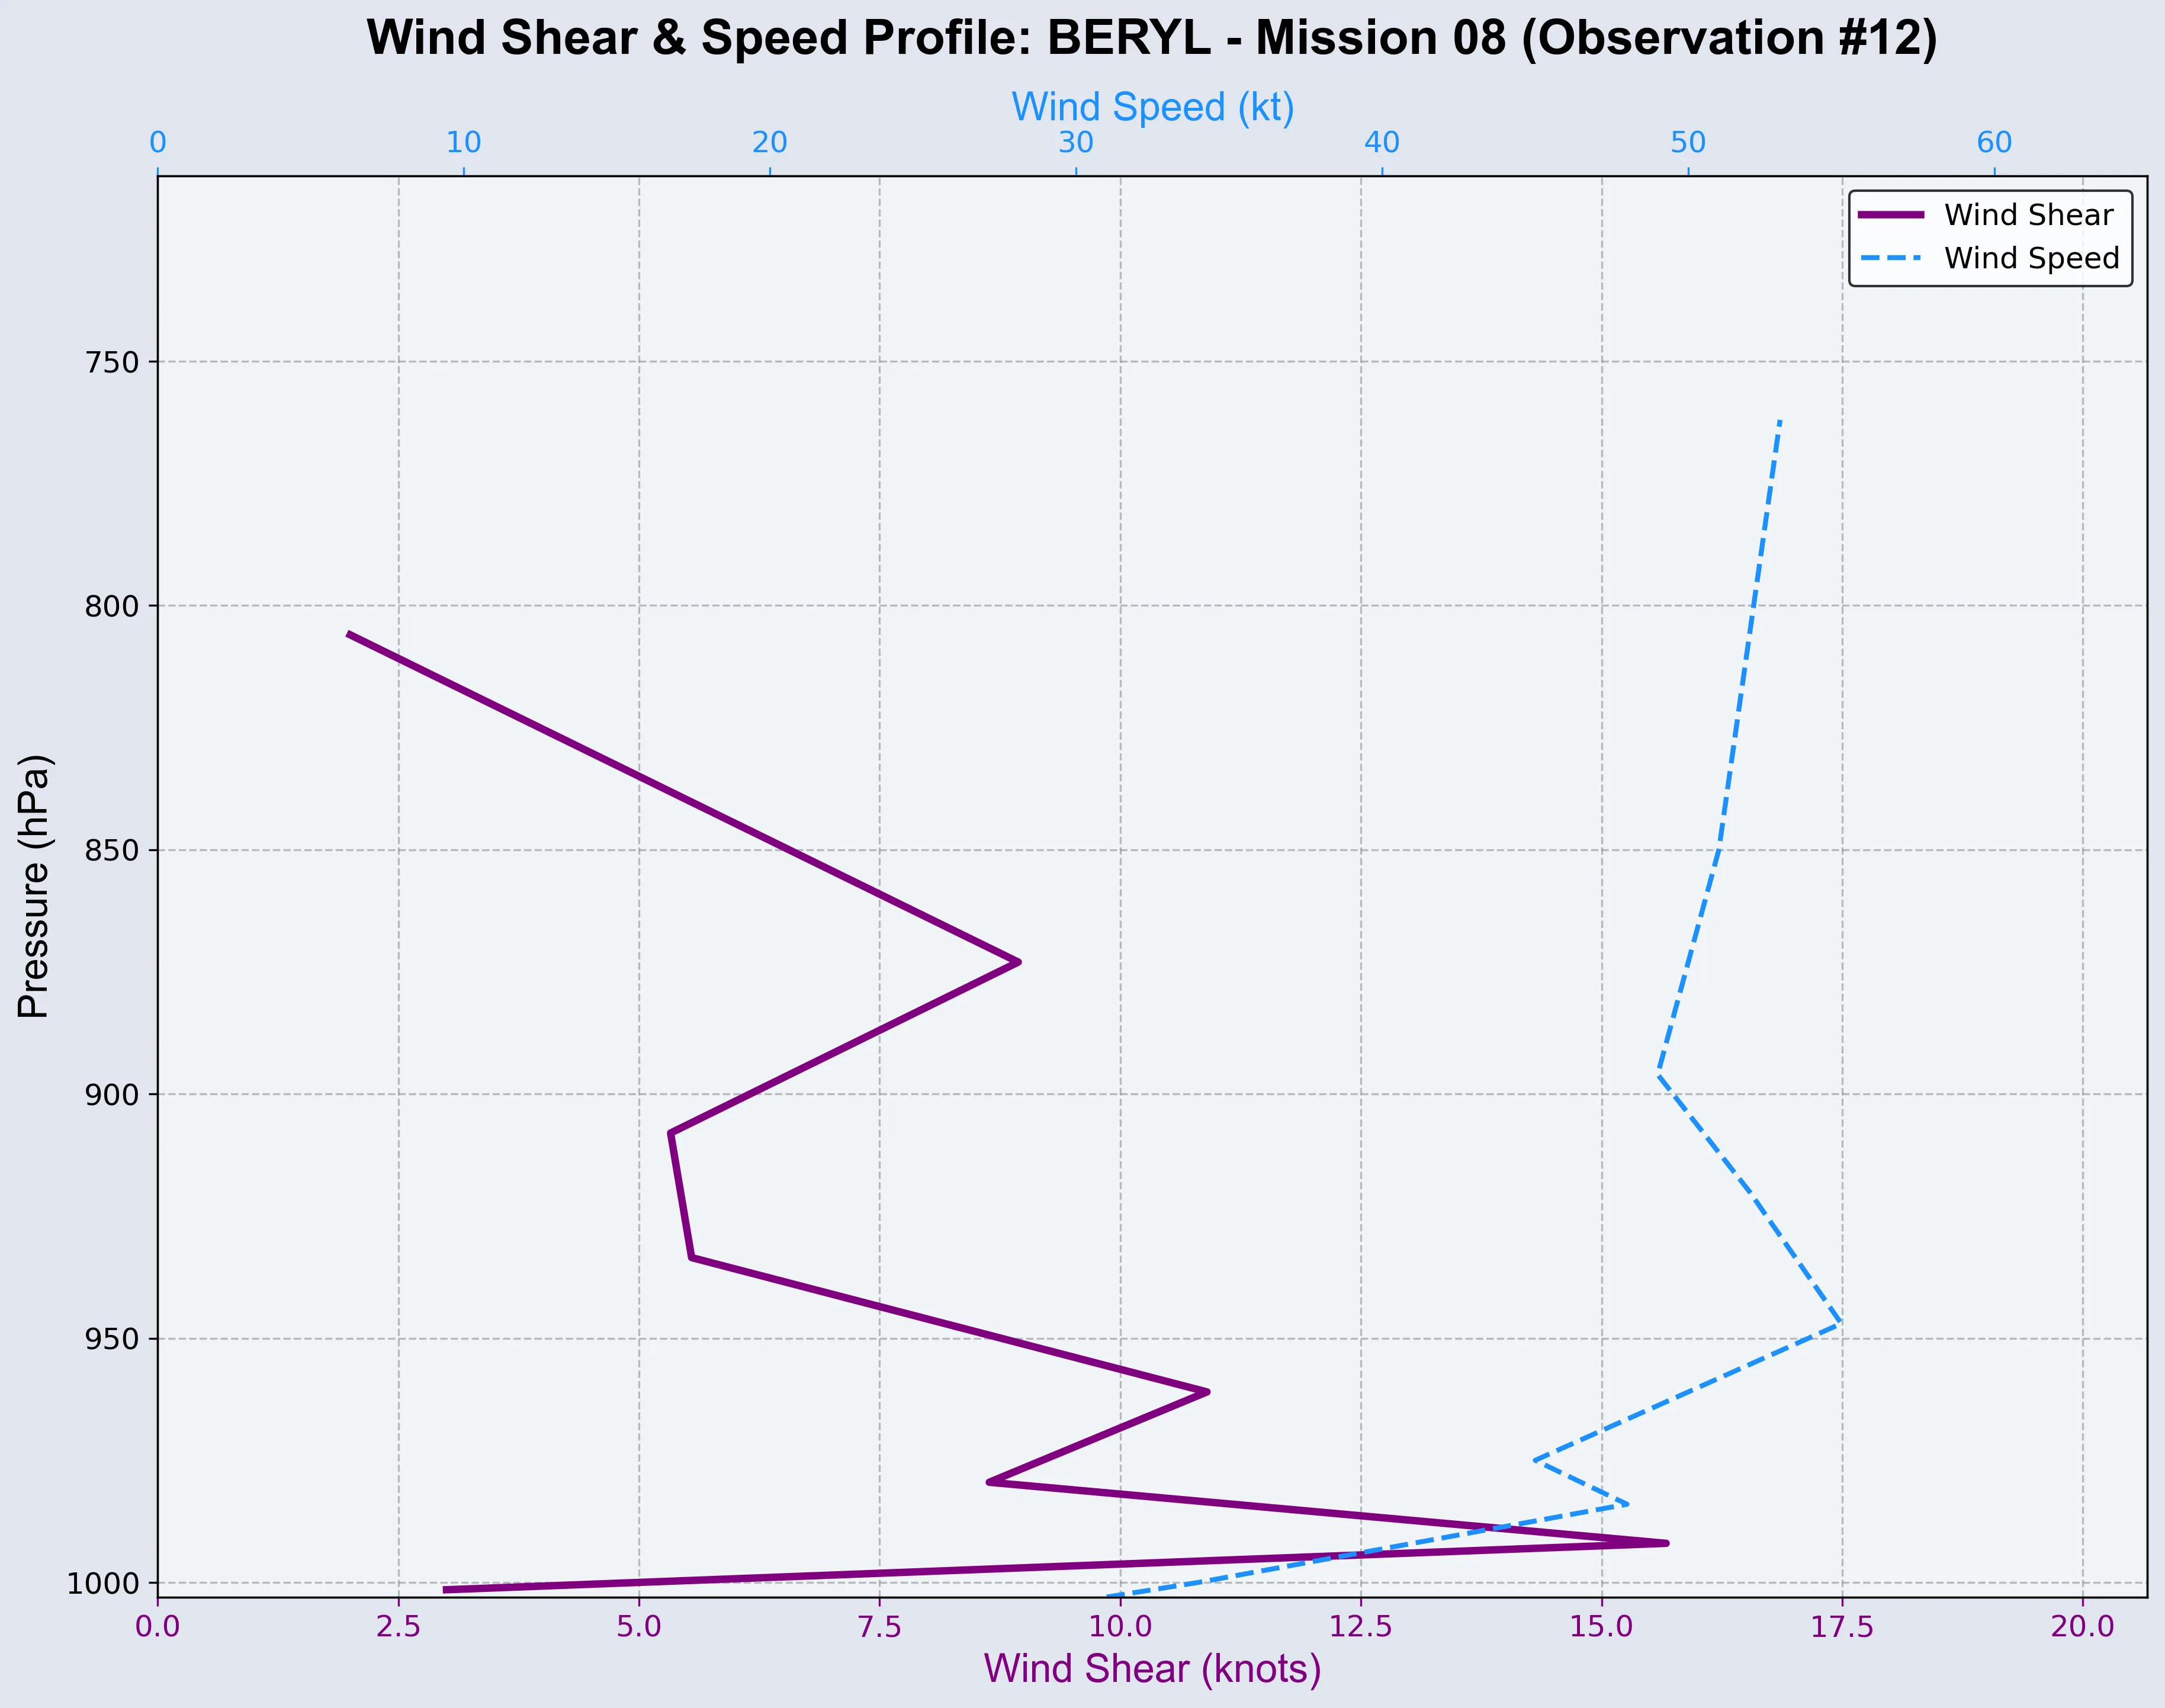 Wind Shear & Speed Profile: BERYL - Mission 08 (Observation #12)
Wind Speed (kt)
0 10 20 30 40 50 60
Wind Shear
Wind Speed
750
800
850
900
950
1000
Pressure (hPa)
0.0 2.5 5.0 7.5 10.0 12.5 15.0 17.5 20.0
Wind Shear (knots)